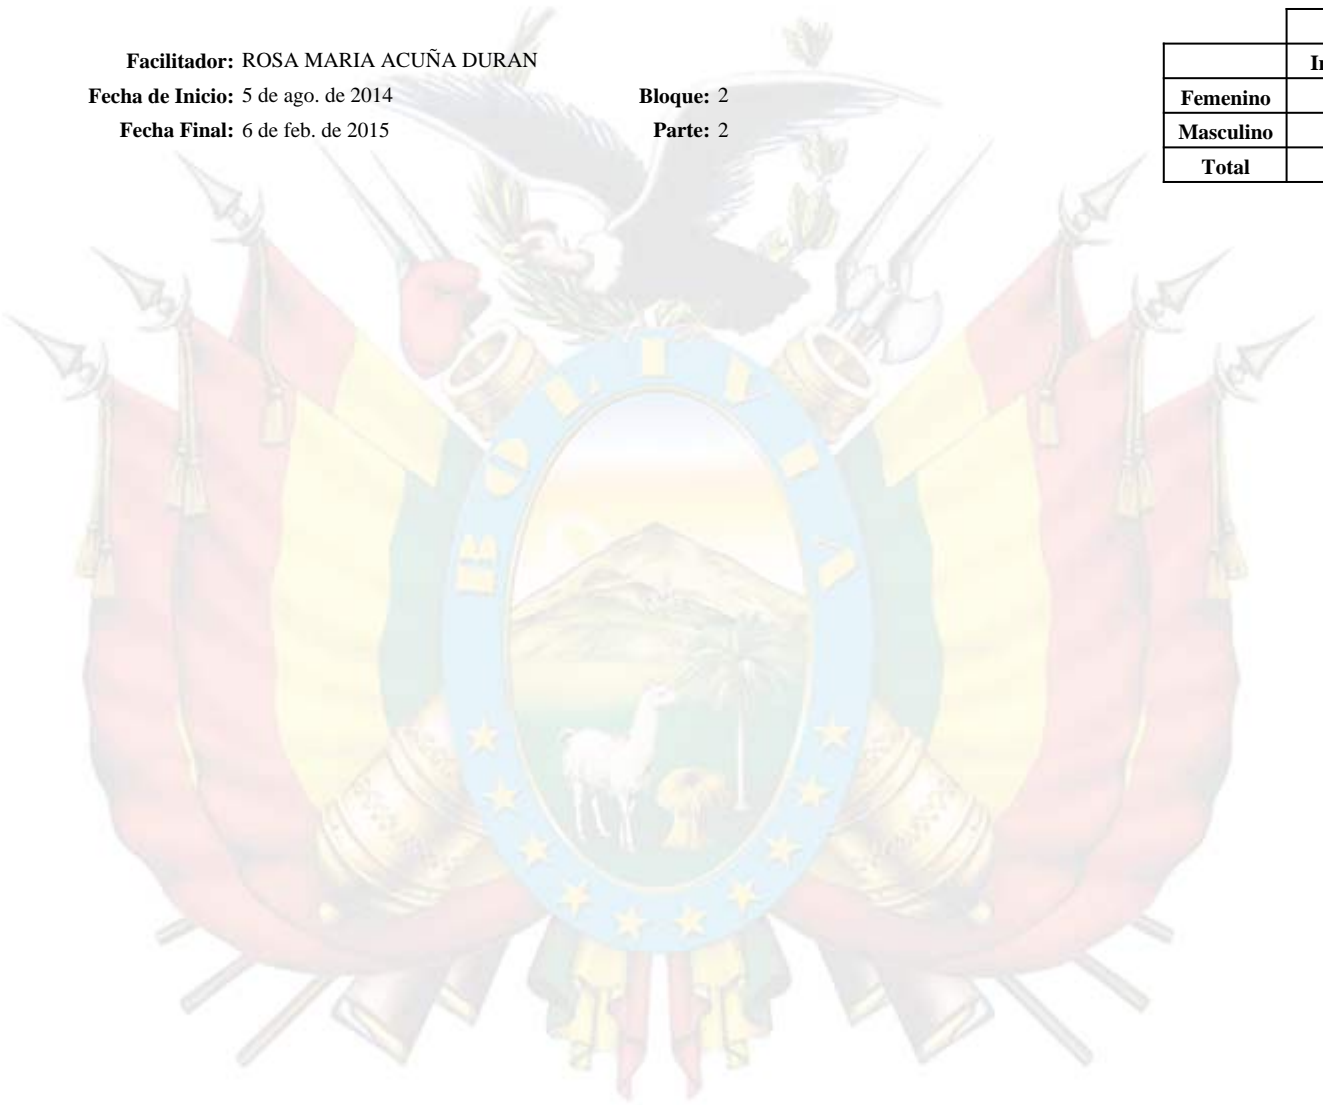 Facilitador: ROSA MARIA ACUÑA DURAN
Fecha de Inicio: 5 de ago. de 2014 Bloque: 2
Fecha Final: 6 de feb. de 2015 Parte: 2
Femenino
Masculino
Total
BOLIVIA